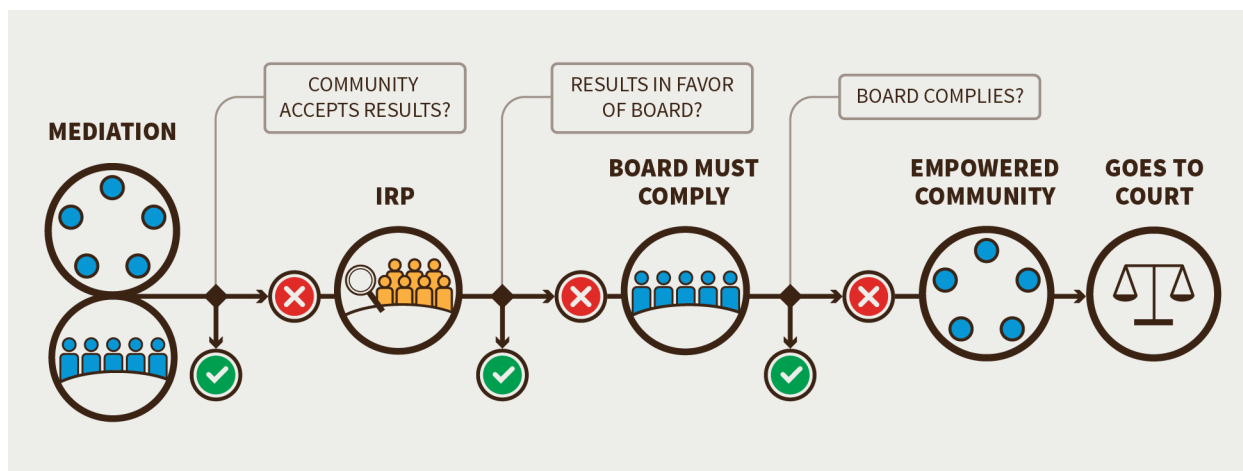 COMMUNITY
ACCEPTS RESULTS?
RESULTS IN FAVOR
OF BOARD?
BOARD COMPLIES?
MEDIATION
IRP
BOARD MUST
COMPLY
EMPOWERED
COMMUNITY
GOES TO
COURT